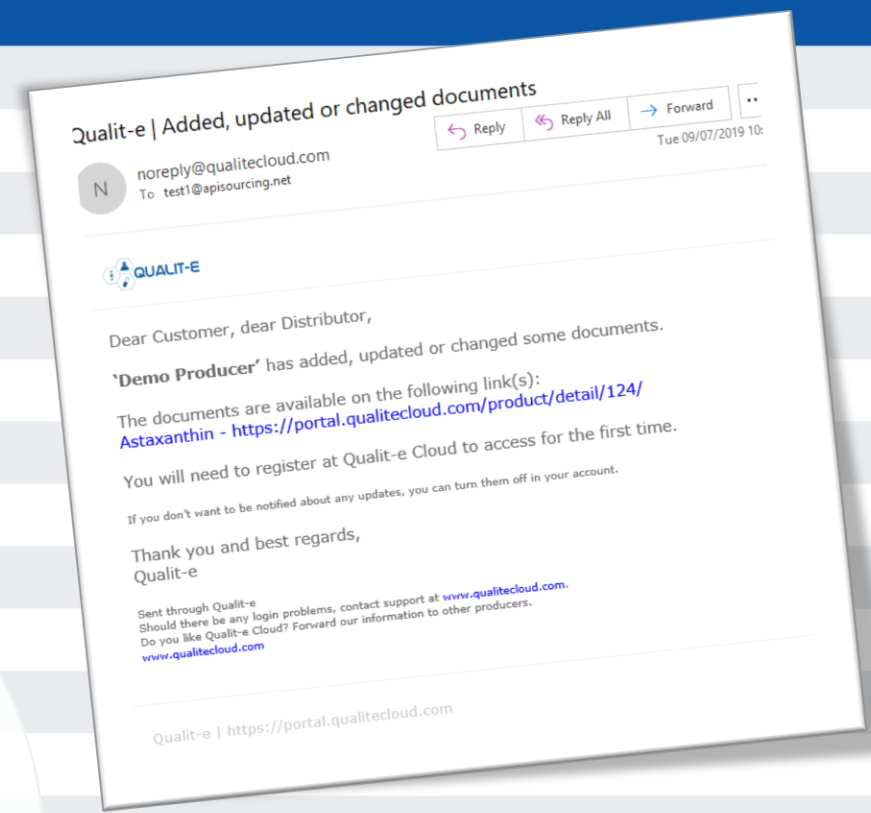 Qualit-e | Added, updated or changed documents
Reply
Reply All
Forward
..
N
noreply@qualitecloud.com
To test1@apisourcing.net
Tue 09/07/2019 10:
QUALIT-E
Dear Customer, dear Distributor,
‘Demo Producer’ has added, updated or changed some documents.
The documents are available on the following link(s):
Astaxanthin - https://portal.qualitecloud.com/product/detail/124/
You will need to register at Qualit-e Cloud to access for the first time.
If you don't want to be notified about any updates, you can turn them off in your account.
Thank you and best regards,
Qualit-e
Sent through Qualit-e
Should there be any login problems, contact support at www.qualitecloud.com.
Do you like Qualit-e Cloud? Forward our information to other producers.
www.qualitecloud.com
Qualit-e | https://portal.qualitecloud.com